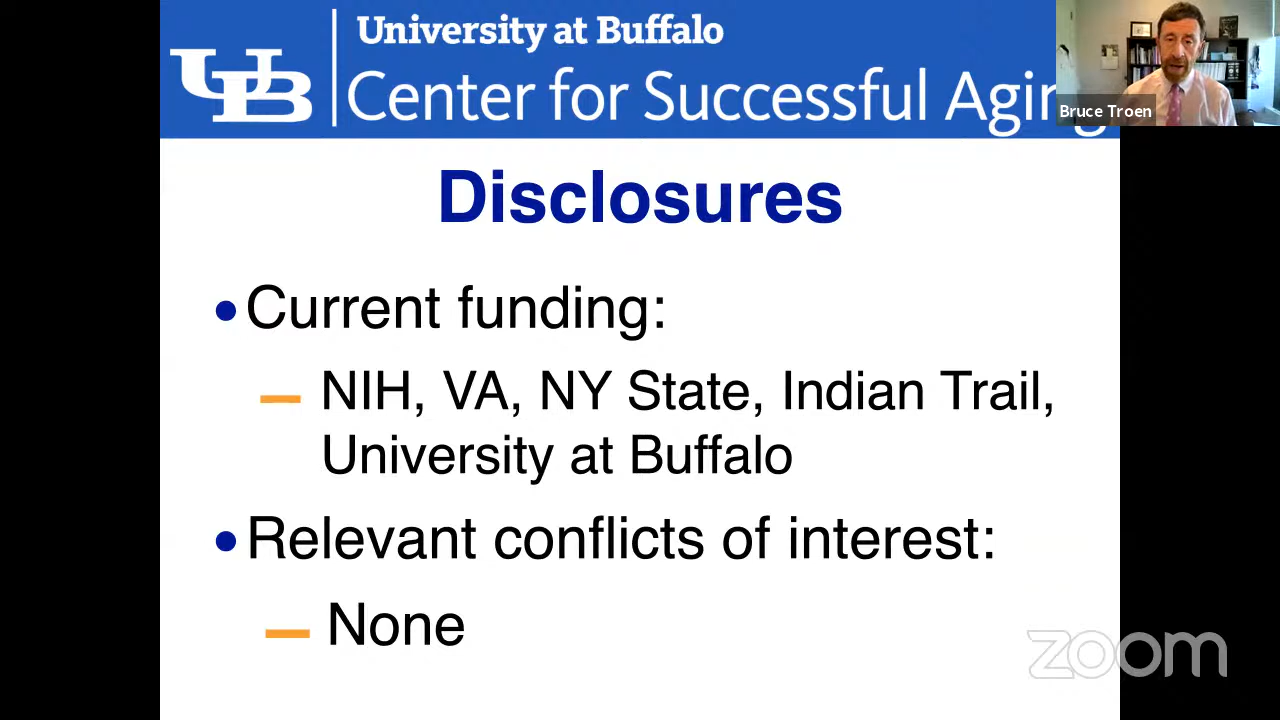 University at Buffalo
UB
Center for Successful Aging
Bruce Troen
Disclosures
•Current funding:
— NIH, VA, NY State, Indian Trail,
University at Buffalo
•Relevant conflicts of interest:
— None
zoom